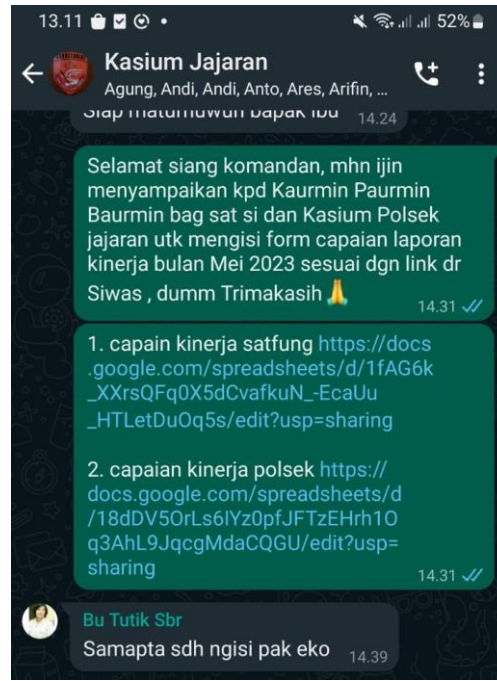 13.11 52%
Kasium Jajaran
Agung, Andi, Andi, Anto, Ares, Arifin, ...
Siap matumuwun bapak ibu 14.24
Selamat siang komandan, mhn ijin
menyampaikan kpd Kaurmin Paurmin
Baurmin bag sat si dan Kasium Polsek
jajaran utk mengisi form capaian laporan
kinerja bulan Mei 2023 sesuai dgn link dr
Siwas , dumm Trimakasih 🙏
14.31
1. capain kinerja satfung https://docs
.google.com/spreadsheets/d/1fAG6k
_XXrsQFq0X5dCvafkuN_-EcaUu
_HTLetDuOq5s/edit?usp=sharing
2. capaian kinerja polsek https://
docs.google.com/spreadsheets/d
/18dDV5OrLs6IYz0pfJFTzEHrh1O
q3AhL9JqcgMdaCQGU/edit?usp=
sharing
14.31
Bu Tutik Sbr
Samapta sdh ngisi pak eko 14.39